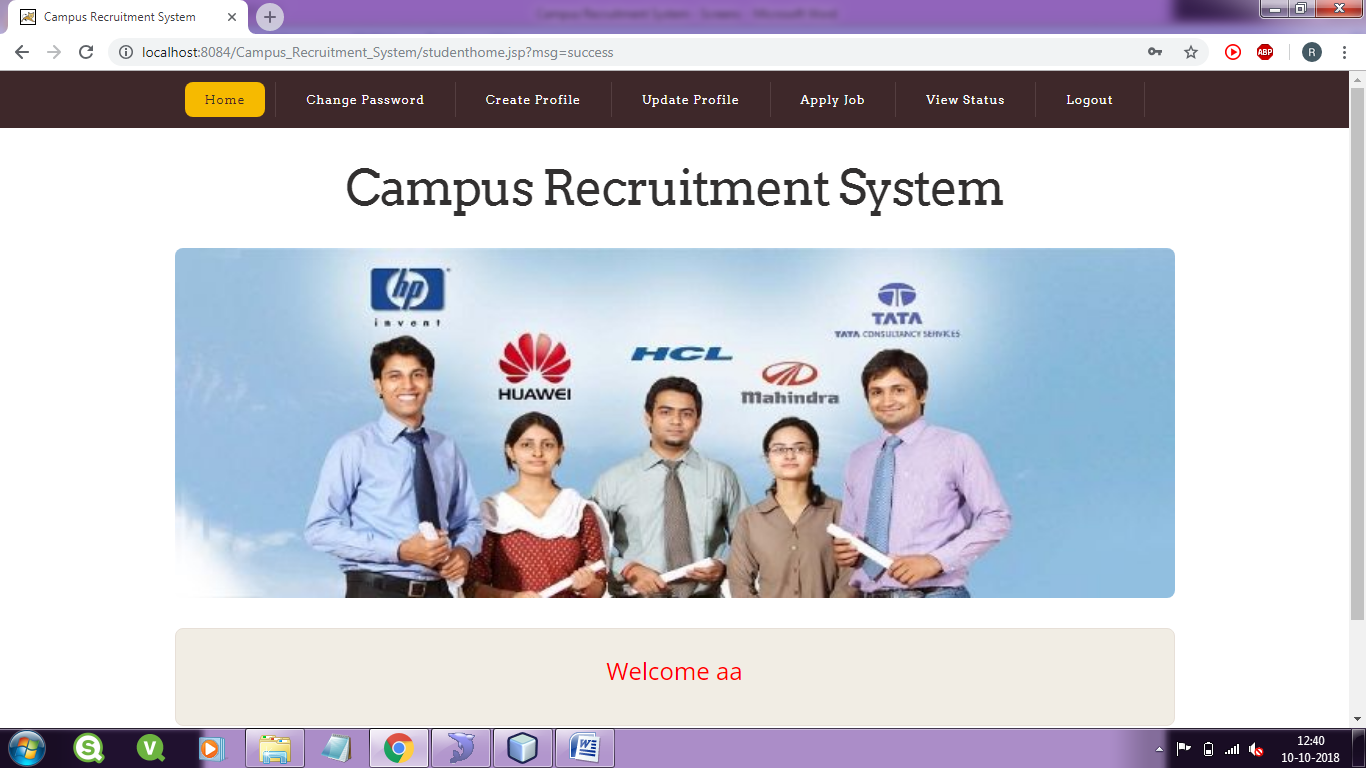 Campus Recruitment System
localhost:8084/Campus_Recruitment_System/studenthome.jsp?msg=success
ABP
R
Home
Change Password
Create Profile
Update Profile
Apply Job
View Status
Logout
Campus Recruitment System
hp
invent
HUAWEI
HCL
Mahindra
TATA
TATA CONSULTANCY SERVICES
Welcome aa
S
V
W
12:40
10-10-2018